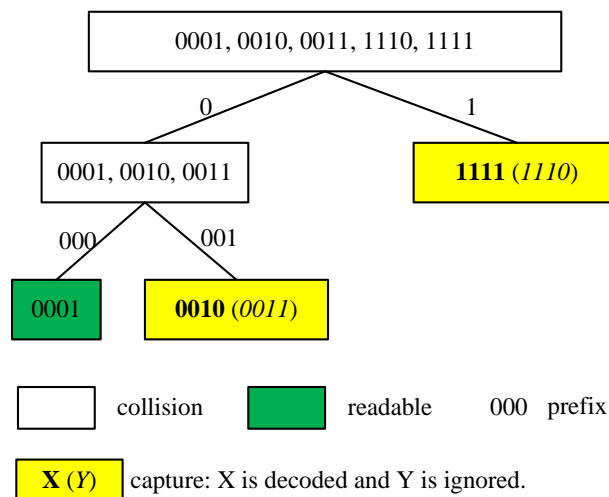 0001, 0010, 0011, 1110, 1111
0 1
0001, 0010, 0011 1111 (1110)
000 001
0001 0010 (0011)
collision readable 000 prefix
X (Y) capture: X is decoded and Y is ignored.